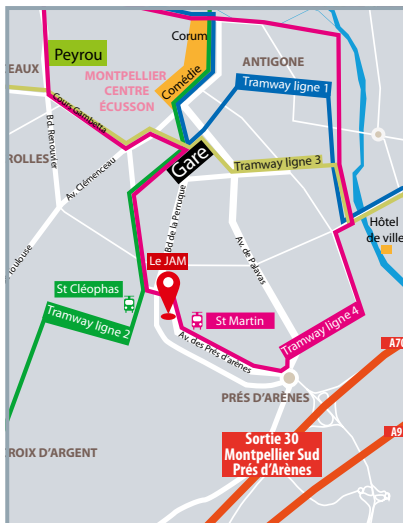 Corum
Peyrou
ANTIGONE
EAUX
MONTPELLIER
CENTRE
ÉCUSSON
Comédie
Tramway ligne 1
Cours Gambetta
Bd. Renouvier
Gare
ROLLES
Tramway ligne 3
Av. Clémenceau
Bd de la Perruque
Hôtel
de ville
Av. de Palavas
Toulouse
Le JAM
St Cléophas
Tramway ligne 2
St Martin
Tramway ligne 4
Av. des Prés d'arènes
A70
PRÉS D'ARÈNES
A9
ROIX D'ARGENT
Sortie 30
Montpellier Sud
Prés d'Arènes